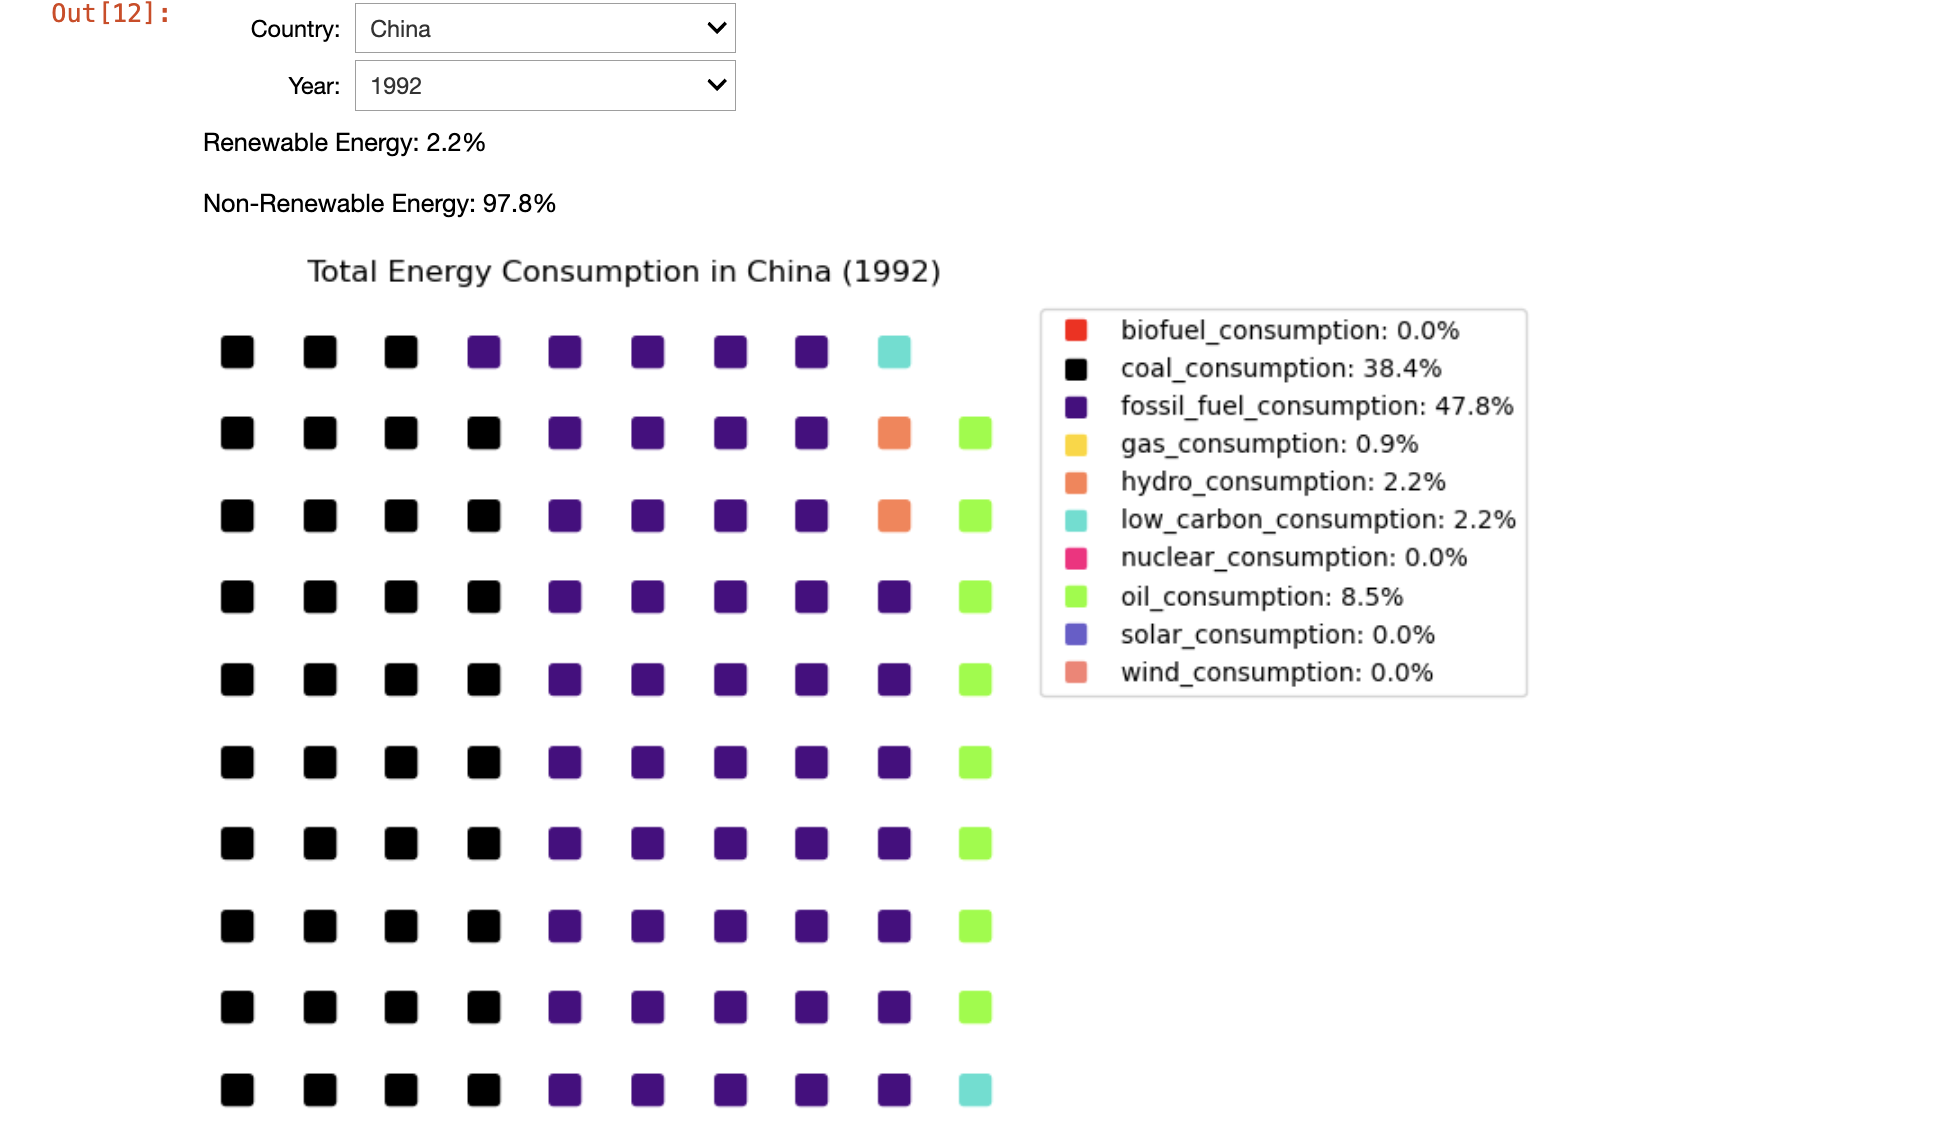 Out[12]:
Country: China
Year: 1992
Renewable Energy: 2.2%
Non-Renewable Energy: 97.8%
Total Energy Consumption in China (1992)
biofuel_consumption: 0.0%
coal_consumption: 38.4%
fossil_fuel_consumption: 47.8%
gas_consumption: 0.9%
hydro_consumption: 2.2%
low_carbon_consumption: 2.2%
nuclear_consumption: 0.0%
oil_consumption: 8.5%
solar_consumption: 0.0%
wind_consumption: 0.0%